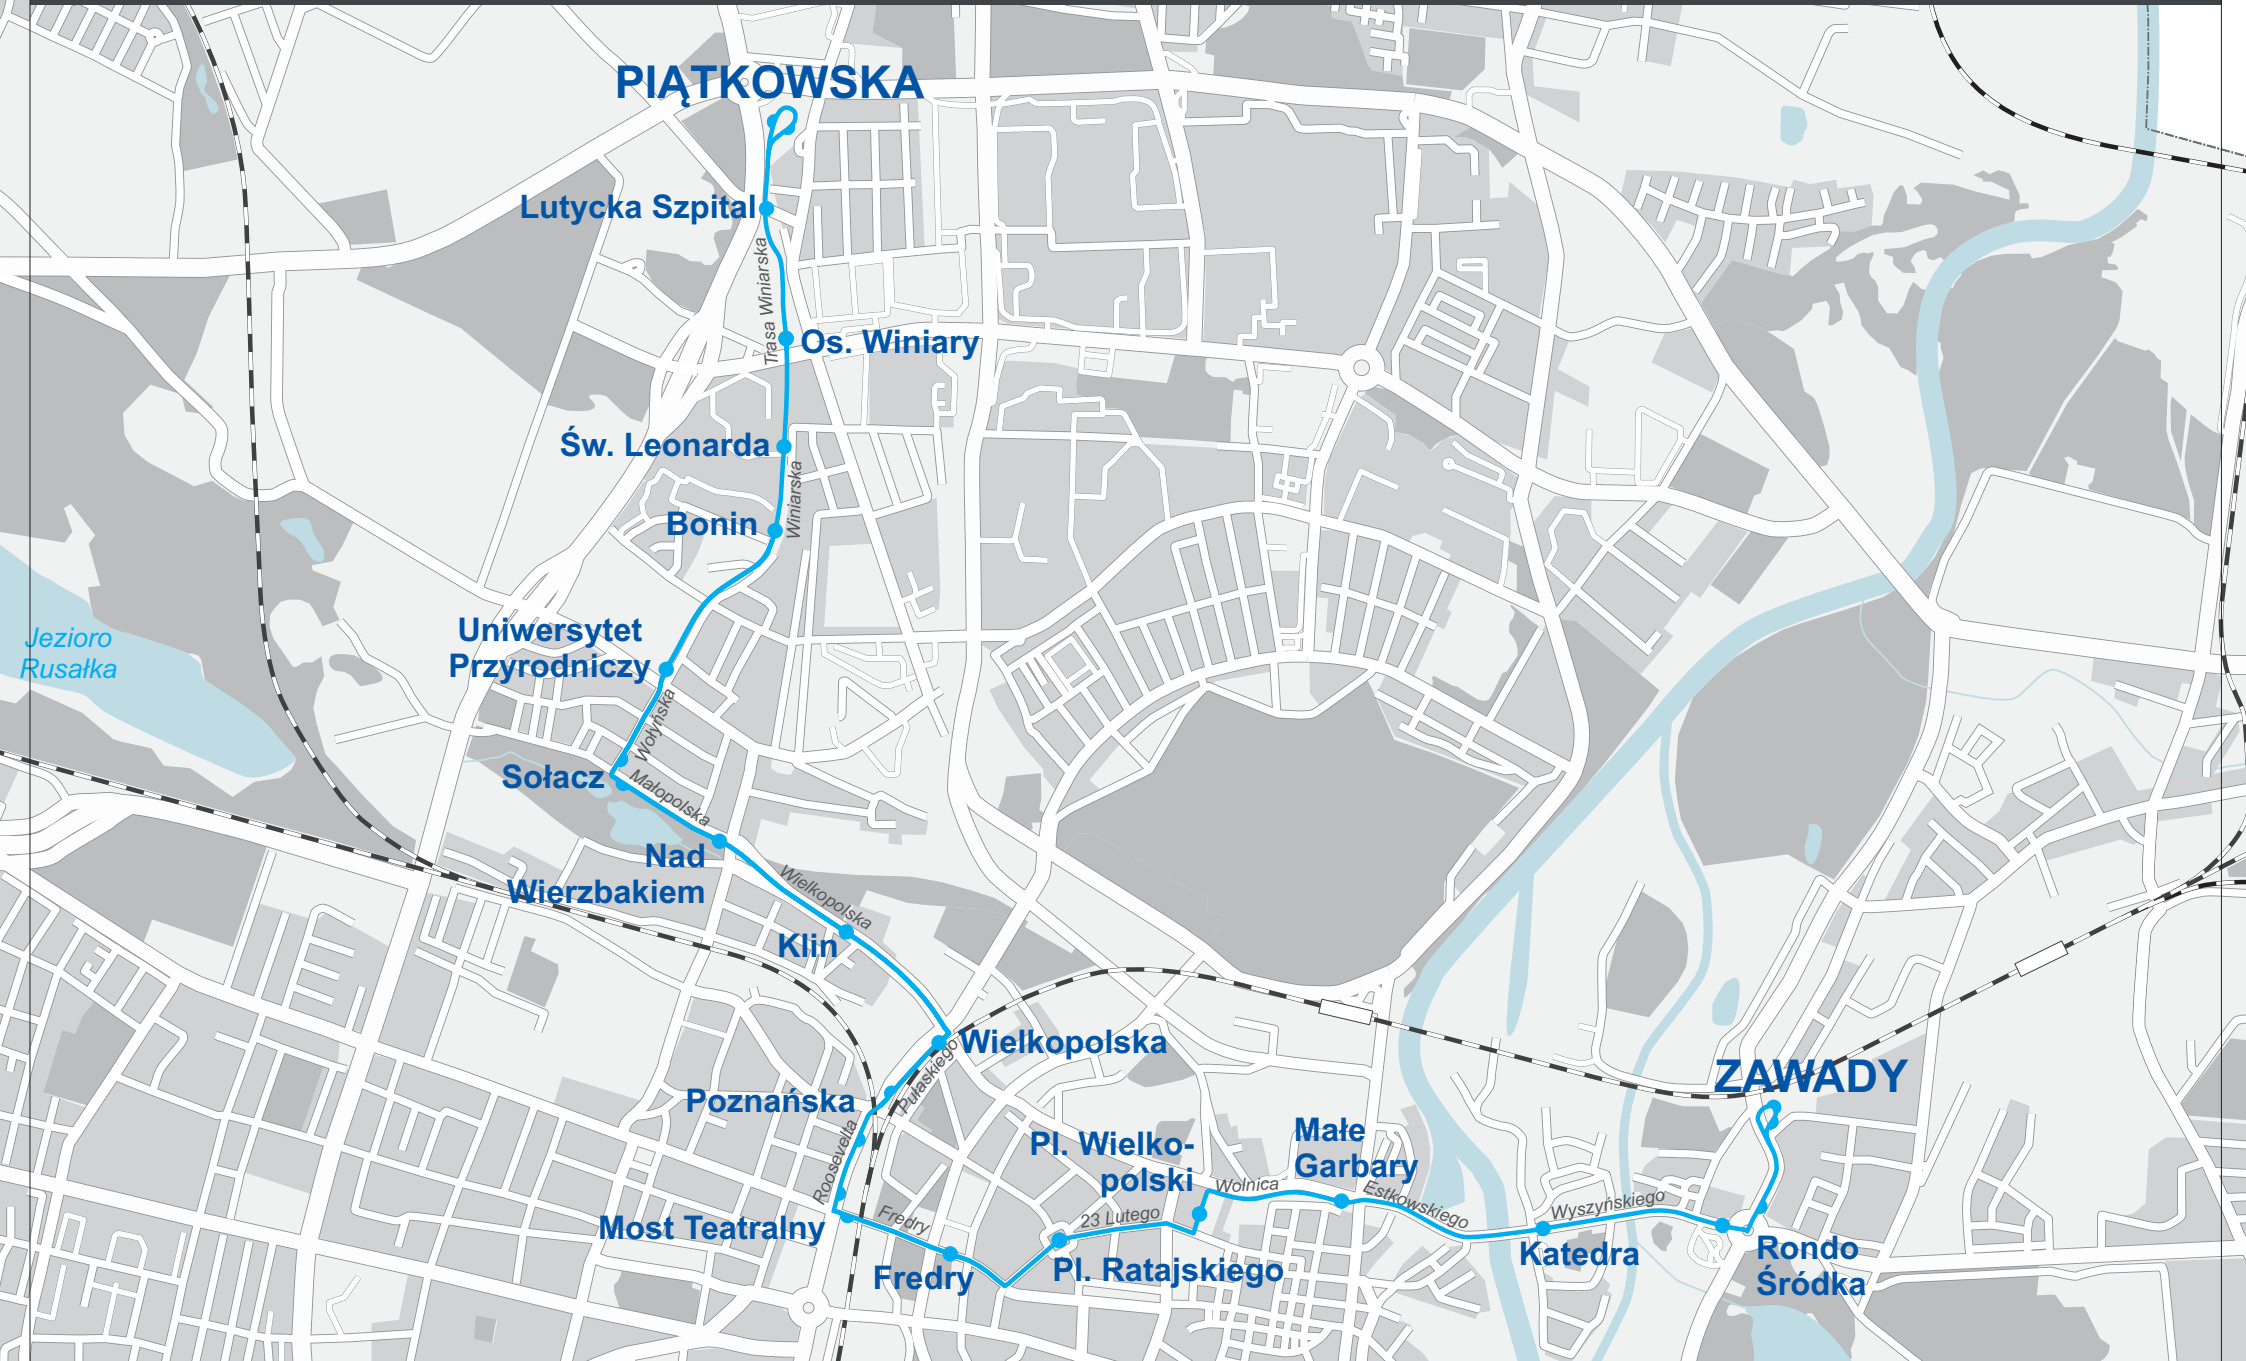 PIĄTKOWSKA
Lutycka Szpital
Trasa Winiarska
Os. Winiary
Św. Leonarda
Winiarska
Bonin
Uniwersytet
Przyrodniczy
Jezioro
Rusałka
Wołyńska
Sołacz
Małopolska
Nad
Wierzbakiem
Wielkopolska
Klin
Wielkopolska
Pułaskiego
Poznańska
Roosevelta
Most Teatralny
Fredry
Fredry
Pl. Ratajskiego
23 Lutego
Pl. Wielko-
polski
Wolnica
Małe
Garbary
Estkowskiego
Katedra
Wyszyńskiego
Rondo
Śródka
ZAWADY